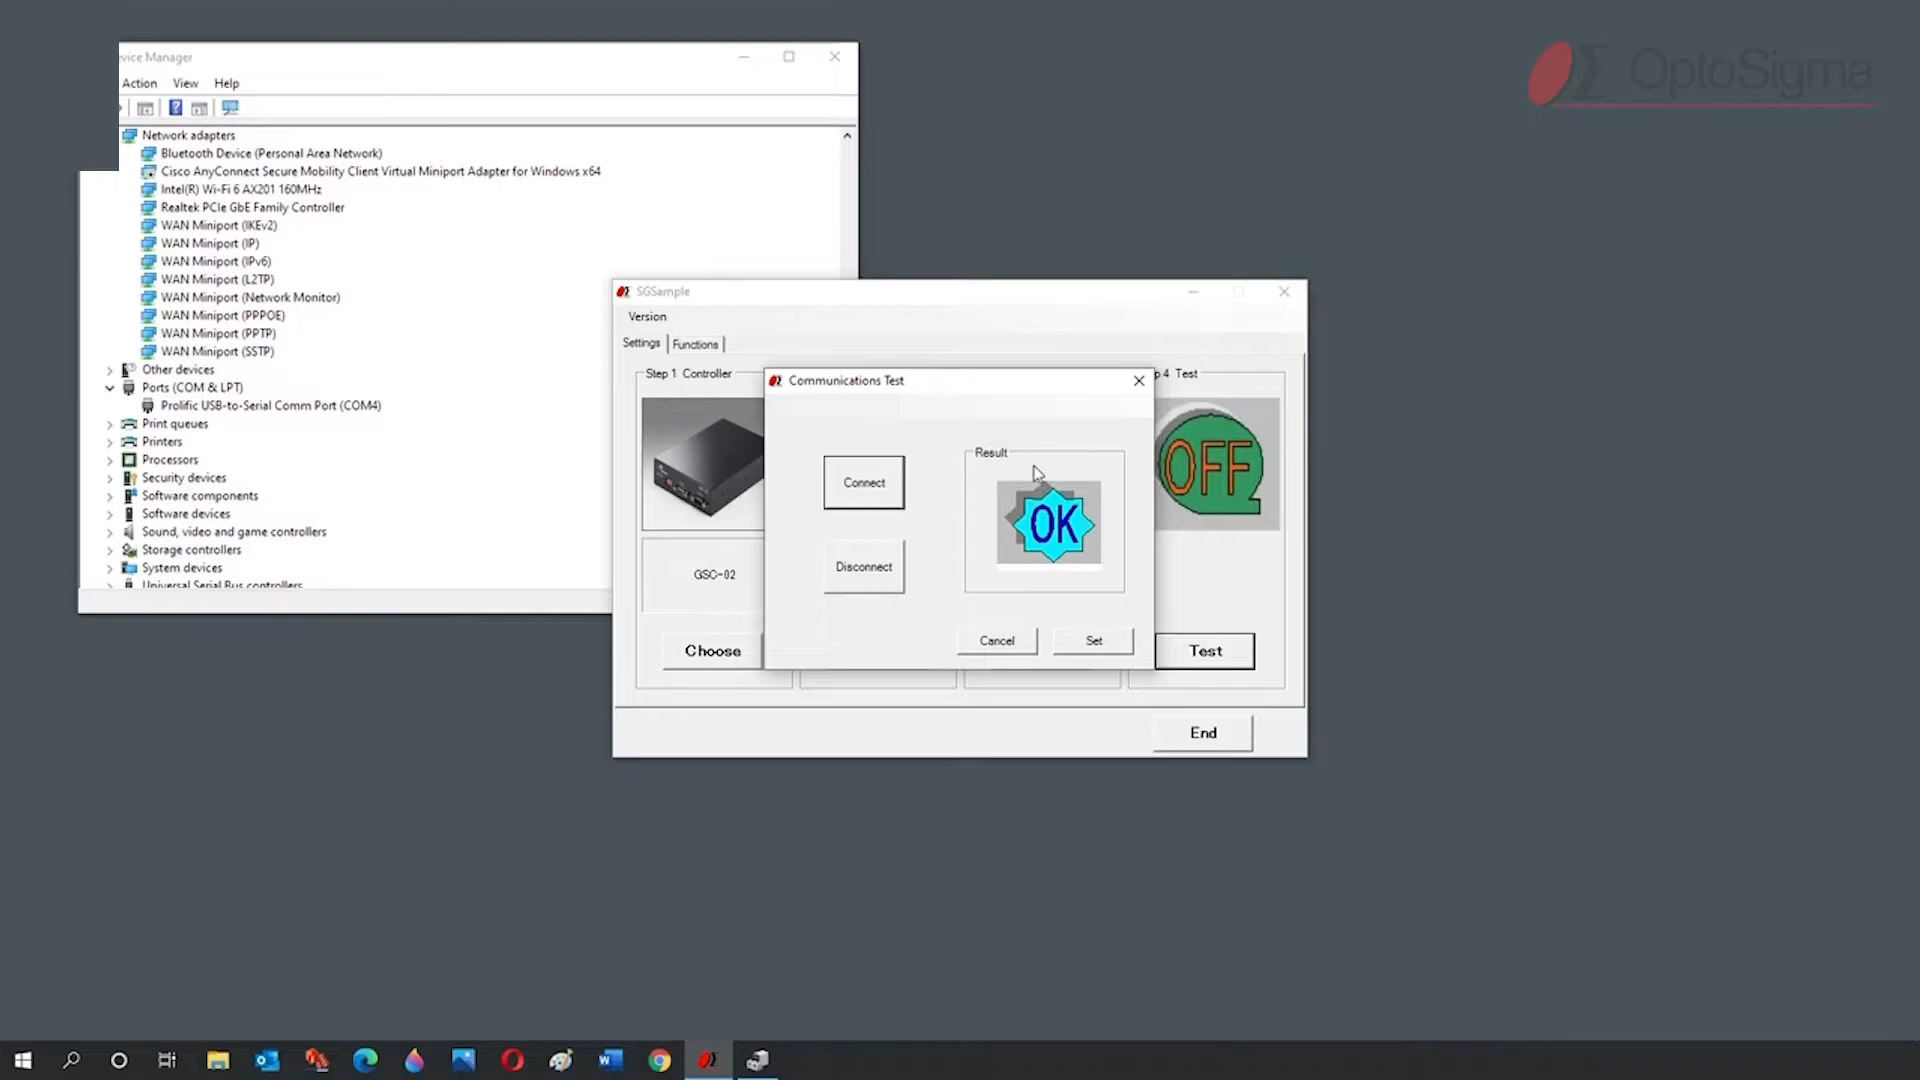 OptoSigma
evice Manager
Action View Help
Network adapters
Bluetooth Device (Personal Area Network)
Cisco AnyConnect Secure Mobility Client Virtual Miniport Adapter for Windows x64
Intel(R) Wi-Fi 6 AX201 160MHz
Realtek PCIe GbE Family Controller
WAN Miniport (IKEv2)
WAN Miniport (IP)
WAN Miniport (IPv6)
WAN Miniport (L2TP)
WAN Miniport (Network Monitor)
WAN Miniport (PPPOE)
WAN Miniport (PPTP)
WAN Miniport (SSTP)
Other devices
Ports (COM & LPT)
Prolific USB-to-Serial Comm Port (COM4)
Print queues
Printers
Processors
Security devices
Software components
Software devices
Sound, video and game controllers
Storage controllers
System devices
Universal Serial Bus controllers
SGSample
Version
Settings Functions
Step 1 Controller
GSC-02
Choose
Communications Test
Connect
Disconnect
Result
OK
Cancel Set
p 4 Test
OFF
Test
End